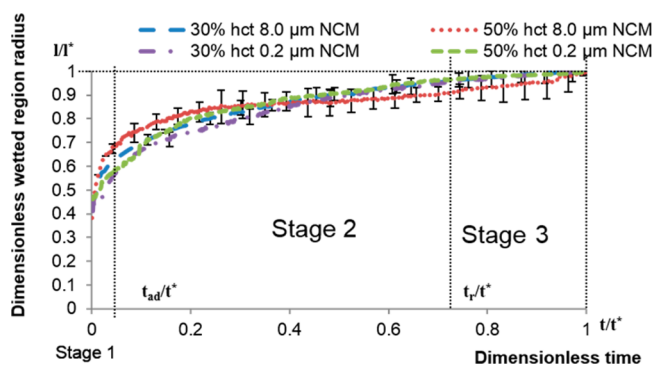 30% hct 8.0 µm NCM
50% hct 8.0 µm NCM
30% hct 0.2 µm NCM
50% hct 0.2 µm NCM
Dimensionless wetted region radius
l/l*
1
0.9
0.8
0.7
0.6
0.5
0.4
0.3
0.2
0.1
0
Stage 2
Stage 3
tad/t*
tr/t*
0
0.2
0.4
0.6
0.8
1
t/t*
Stage 1
Dimensionless time